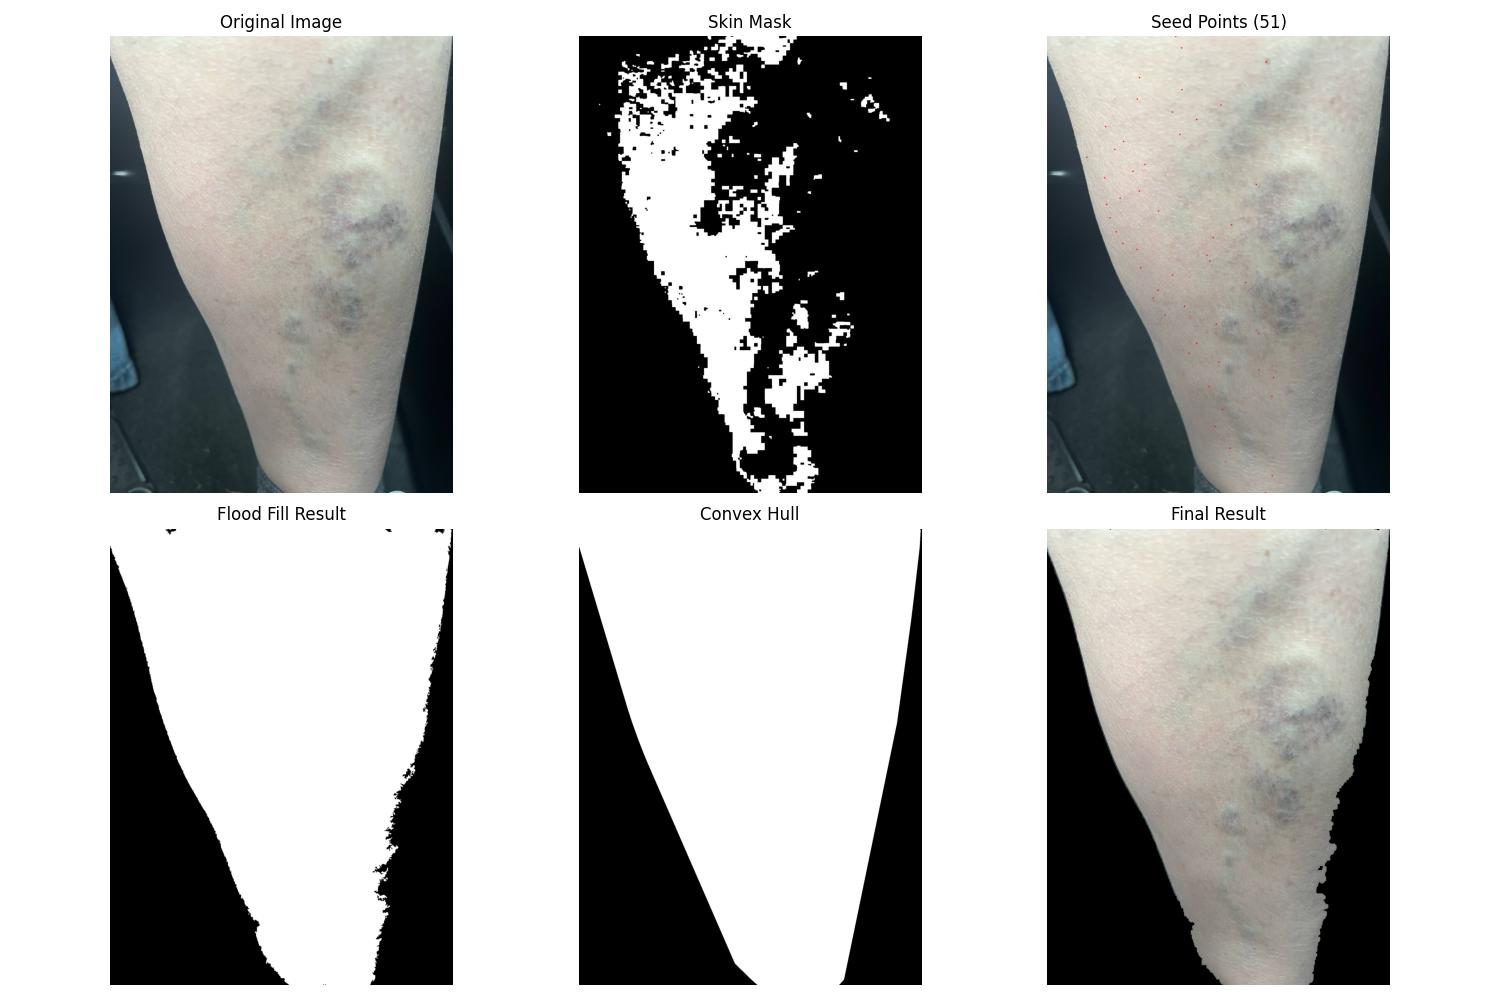 Original Image
Skin Mask
Seed Points (51)
Flood Fill Result
Convex Hull
Final Result